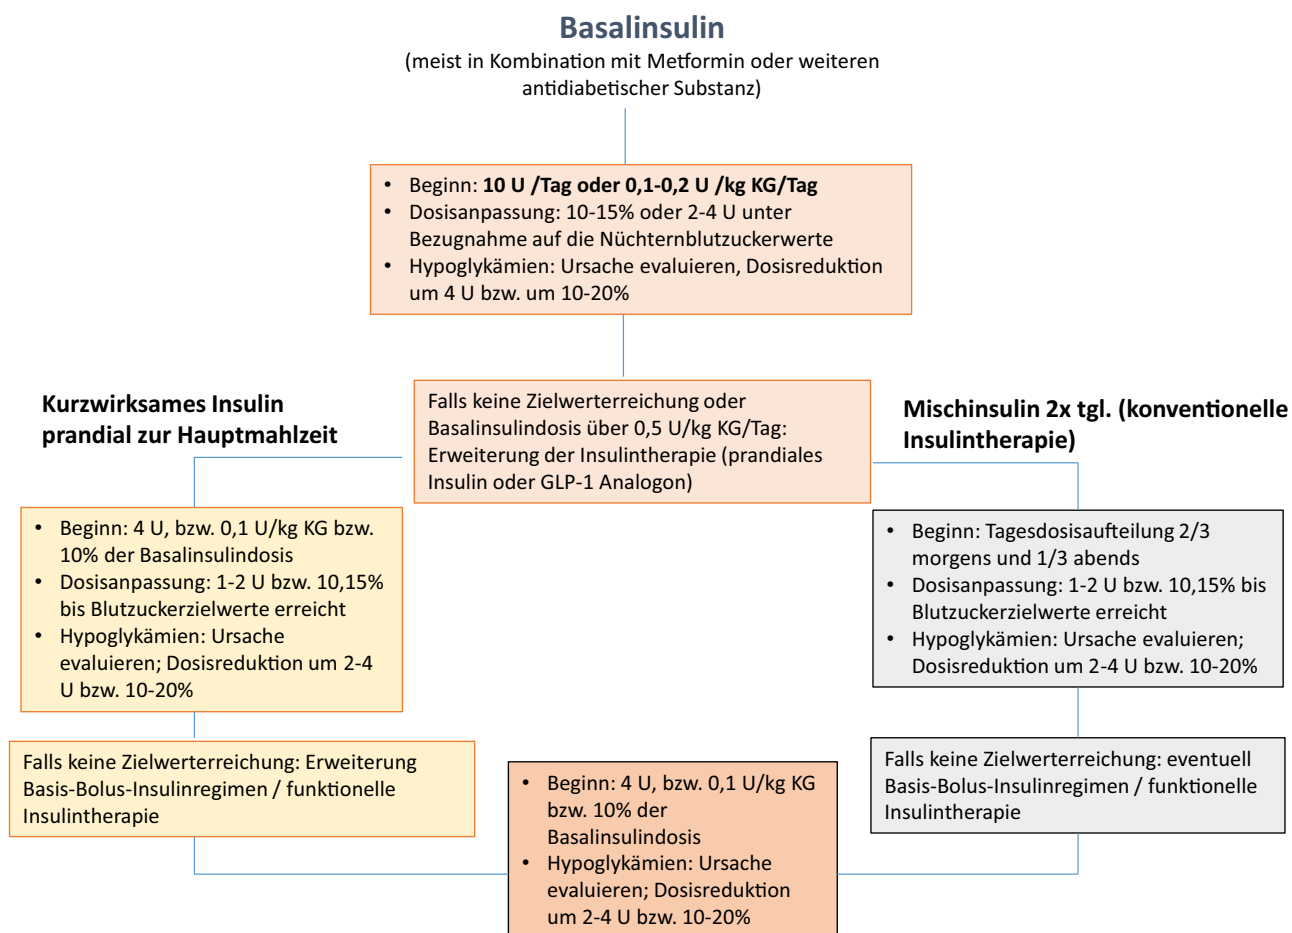 Basalinsulin
(meist in Kombination mit Metformin oder weiteren
antidiabetischer Substanz)
• Beginn: 10 U /Tag oder 0,1-0,2 U /kg KG/Tag
• Dosisanpassung: 10-15% oder 2-4 U unter
Bezugnahme auf die Nüchternblutzuckerwerte
• Hypoglykämien: Ursache evaluieren, Dosisreduktion
um 4 U bzw. um 10-20%
Falls keine Zielwerterreichung oder
Basalinsulindosis über 0,5 U/kg KG/Tag:
Erweiterung der Insulintherapie (prandiales
Insulin oder GLP-1 Analogon)
Kurzwirksames Insulin
prandial zur Hauptmahlzeit
• Beginn: 4 U, bzw. 0,1 U/kg KG bzw.
10% der Basalinsulindosis
• Dosisanpassung: 1-2 U bzw. 10,15%
bis Blutzuckerzielwerte erreicht
• Hypoglykämien: Ursache
evaluieren; Dosisreduktion um 2-4
U bzw. 10-20%
Falls keine Zielwerterreichung: Erweiterung
Basis-Bolus-Insulinregimen / funktionelle
Insulintherapie
Mischinsulin 2x tgl. (konventionelle
Insulintherapie)
• Beginn: Tagesdosisaufteilung 2/3
morgens und 1/3 abends
• Dosisanpassung: 1-2 U bzw. 10,15% bis
Blutzuckerzielwerte erreicht
• Hypoglykämien: Ursache evaluieren;
Dosisreduktion um 2-4 U bzw. 10-20%
Falls keine Zielwerterreichung: eventuell
Basis-Bolus-Insulinregimen / funktionelle
Insulintherapie
• Beginn: 4 U, bzw. 0,1 U/kg KG
bzw. 10% der
Basalinsulindosis
• Hypoglykämien: Ursache
evaluieren; Dosisreduktion
um 2-4 U bzw. 10-20%